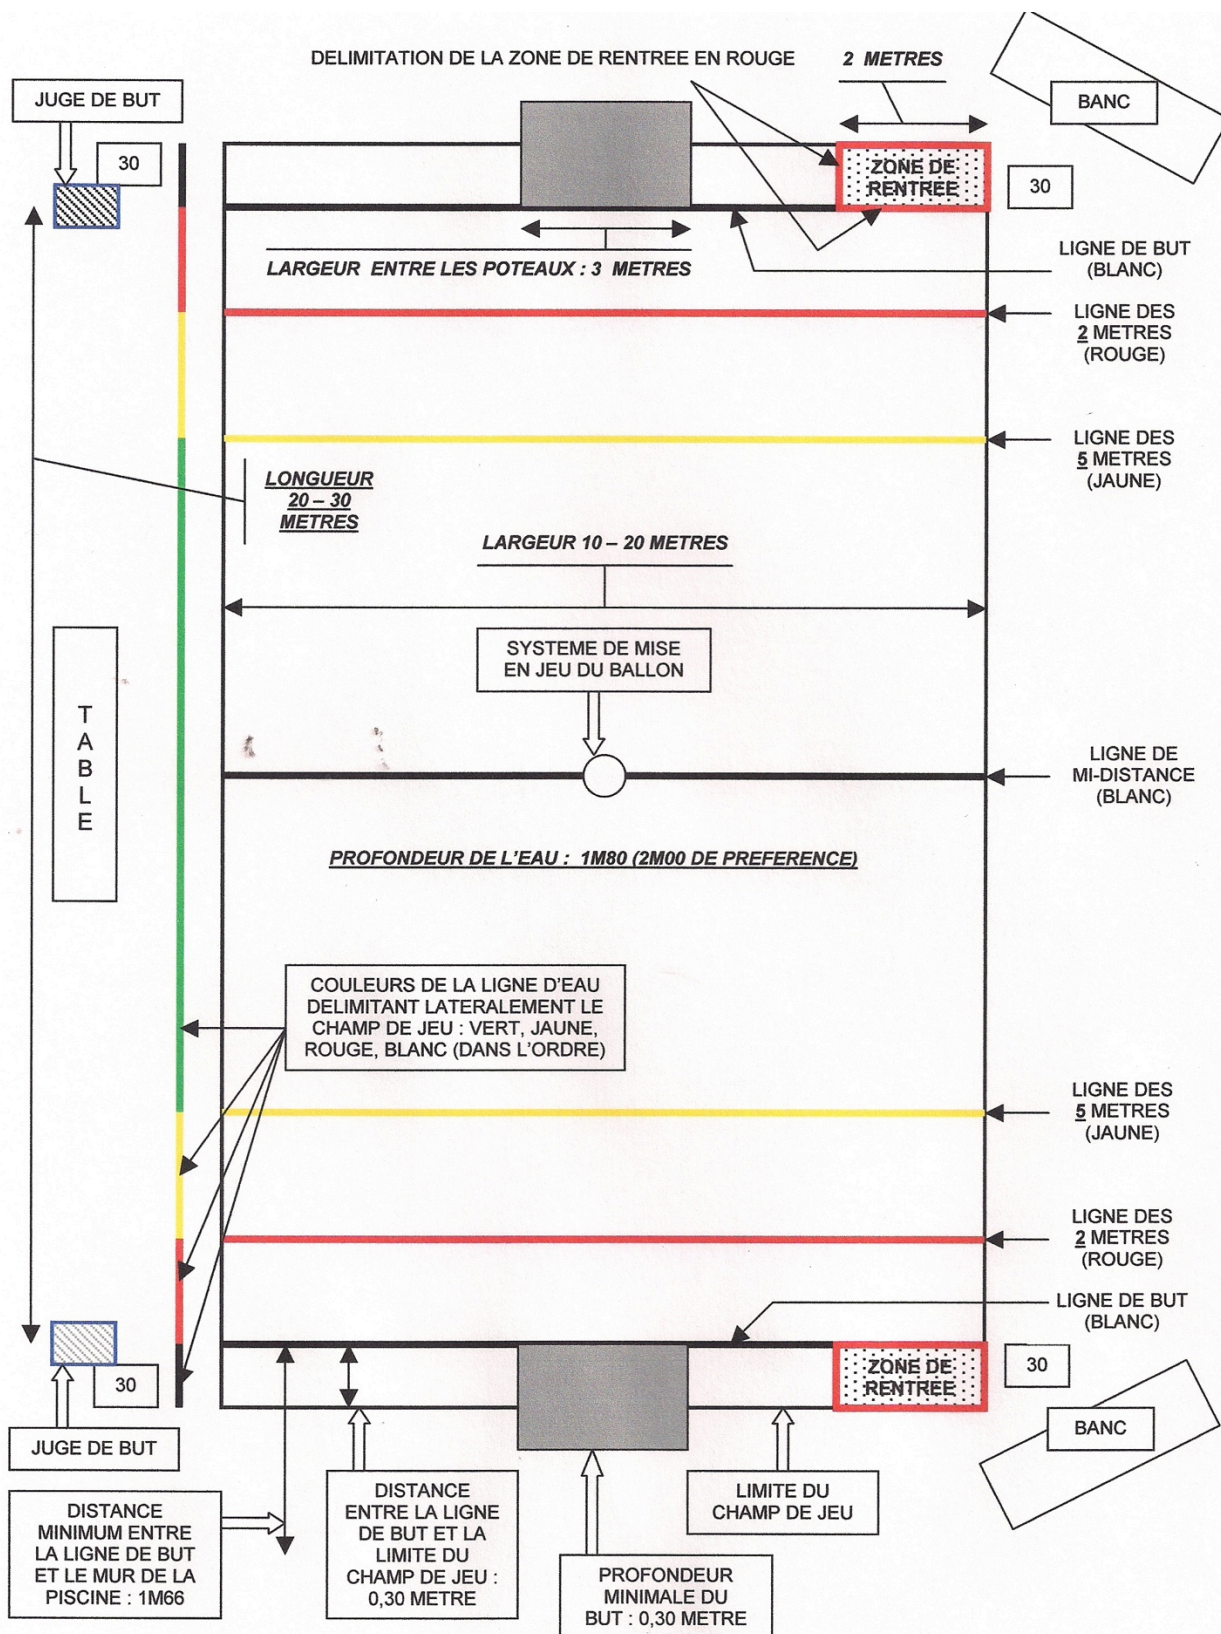 DELIMITATION DE LA ZONE DE RENTREE EN ROUGE
2 METRES
JUGE DE BUT
BANC
30
ZONE DE
RENTREE
30
LARGEUR ENTRE LES POTEAUX : 3 METRES
LIGNE DE BUT
(BLANC)
LIGNE DES
2 METRES
(ROUGE)
LIGNE DES
5 METRES
(JAUNE)
LONGUEUR
20 – 30
METRES
LARGEUR 10 – 20 METRES
SYSTEME DE MISE
EN JEU DU BALLON
T
A
B
L
E
LIGNE DE
MI-DISTANCE
(BLANC)
PROFONDEUR DE L'EAU : 1M80 (2M00 DE PREFERENCE)
COULEURS DE LA LIGNE D'EAU
DELIMITANT LATERALEMENT LE
CHAMP DE JEU : VERT, JAUNE,
ROUGE, BLANC (DANS L'ORDRE)
LIGNE DES
5 METRES
(JAUNE)
LIGNE DES
2 METRES
(ROUGE)
LIGNE DE BUT
(BLANC)
30
ZONE DE
RENTREE
30
BANC
JUGE DE BUT
DISTANCE
MINIMUM ENTRE
LA LIGNE DE BUT
ET LE MUR DE LA
PISCINE : 1M66
DISTANCE
ENTRE LA LIGNE
DE BUT ET LA
LIMITE DU
CHAMP DE JEU :
0,30 METRE
PROFONDEUR
MINIMALE DU
BUT : 0,30 METRE
LIMITE DU
CHAMP DE JEU